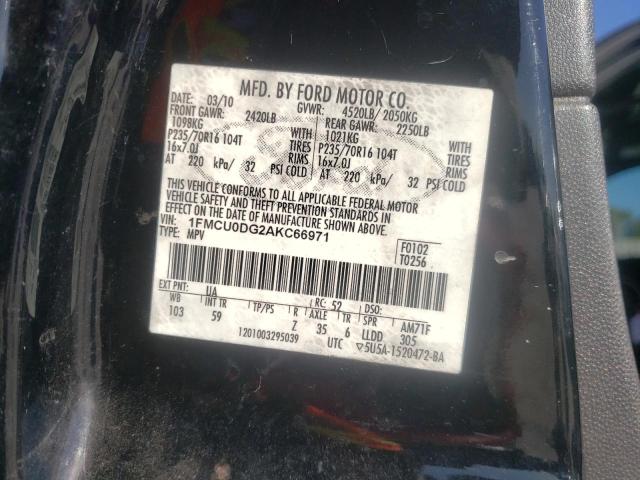 MFD. BY FORD MOTOR CO.
DATE: 03/10 GVWR: 4520LB/ 2050KG
FRONT GAWR: 2420LB REAR GAWR: 2250LB
1098KG WITH 1021KG WITH
P235/70R16 104T TIRES P235/70R16 104T TIRES
16x7.0J RIMS 16x7.0J RIMS
AT 220 kPa/ 32 PSI COLD AT 220 kPa/ 32 PSI COLD
THIS VEHICLE CONFORMS TO ALL APPLICABLE FEDERAL MOTOR
VEHICLE SAFETY AND THEFT PREVENTION STANDARDS IN
EFFECT ON THE DATE OF MANUFACTURE SHOWN ABOVE.
VIN: 1FMCU0DG2AKC66971
TYPE: MPV
F0102
T0256
EXT PNT: UA RC: 52 DSO:
WB INT TR TP/PS R AXLE TR SPR AM71F
103 59 Z 35 6 LLDD 305
1201003295039 UTC ▽5U5A-1520472-BA